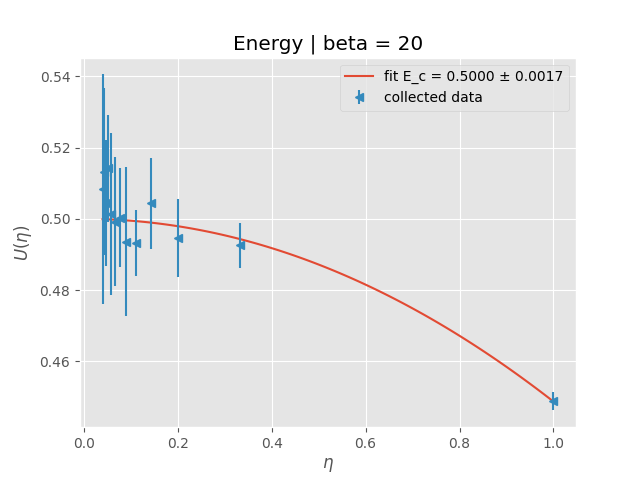 Energy | beta = 20
fit E_c = 0.5000 ± 0.0017
collected data
0.54
0.52
0.50
0.48
0.46
U(η)
0.0
0.2
0.4
0.6
0.8
1.0
η